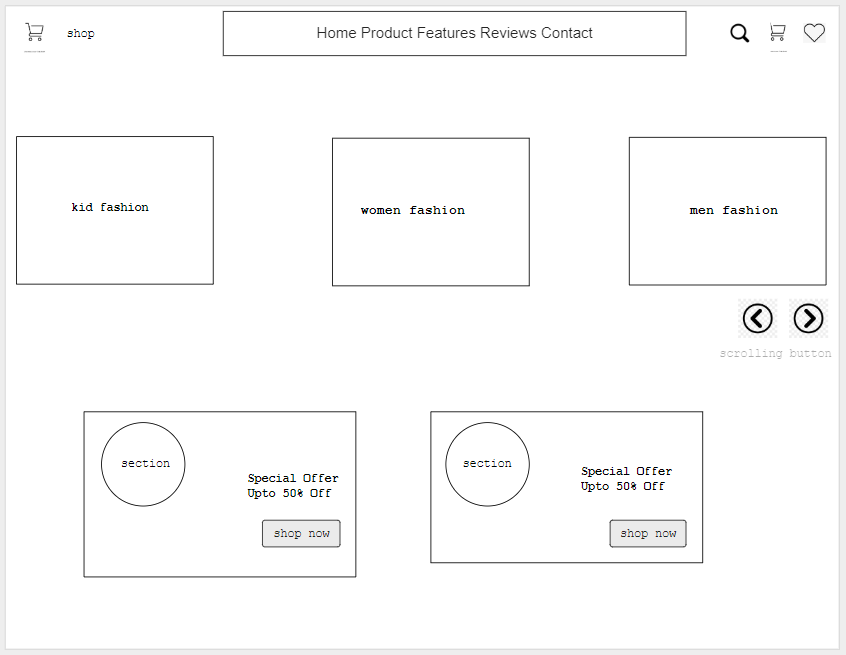 shop
Home Product Features Reviews Contact
kid fashion
women fashion
men fashion
scrolling button
section
Special Offer
Upto 50% Off
shop now
section
Special Offer
Upto 50% Off
shop now